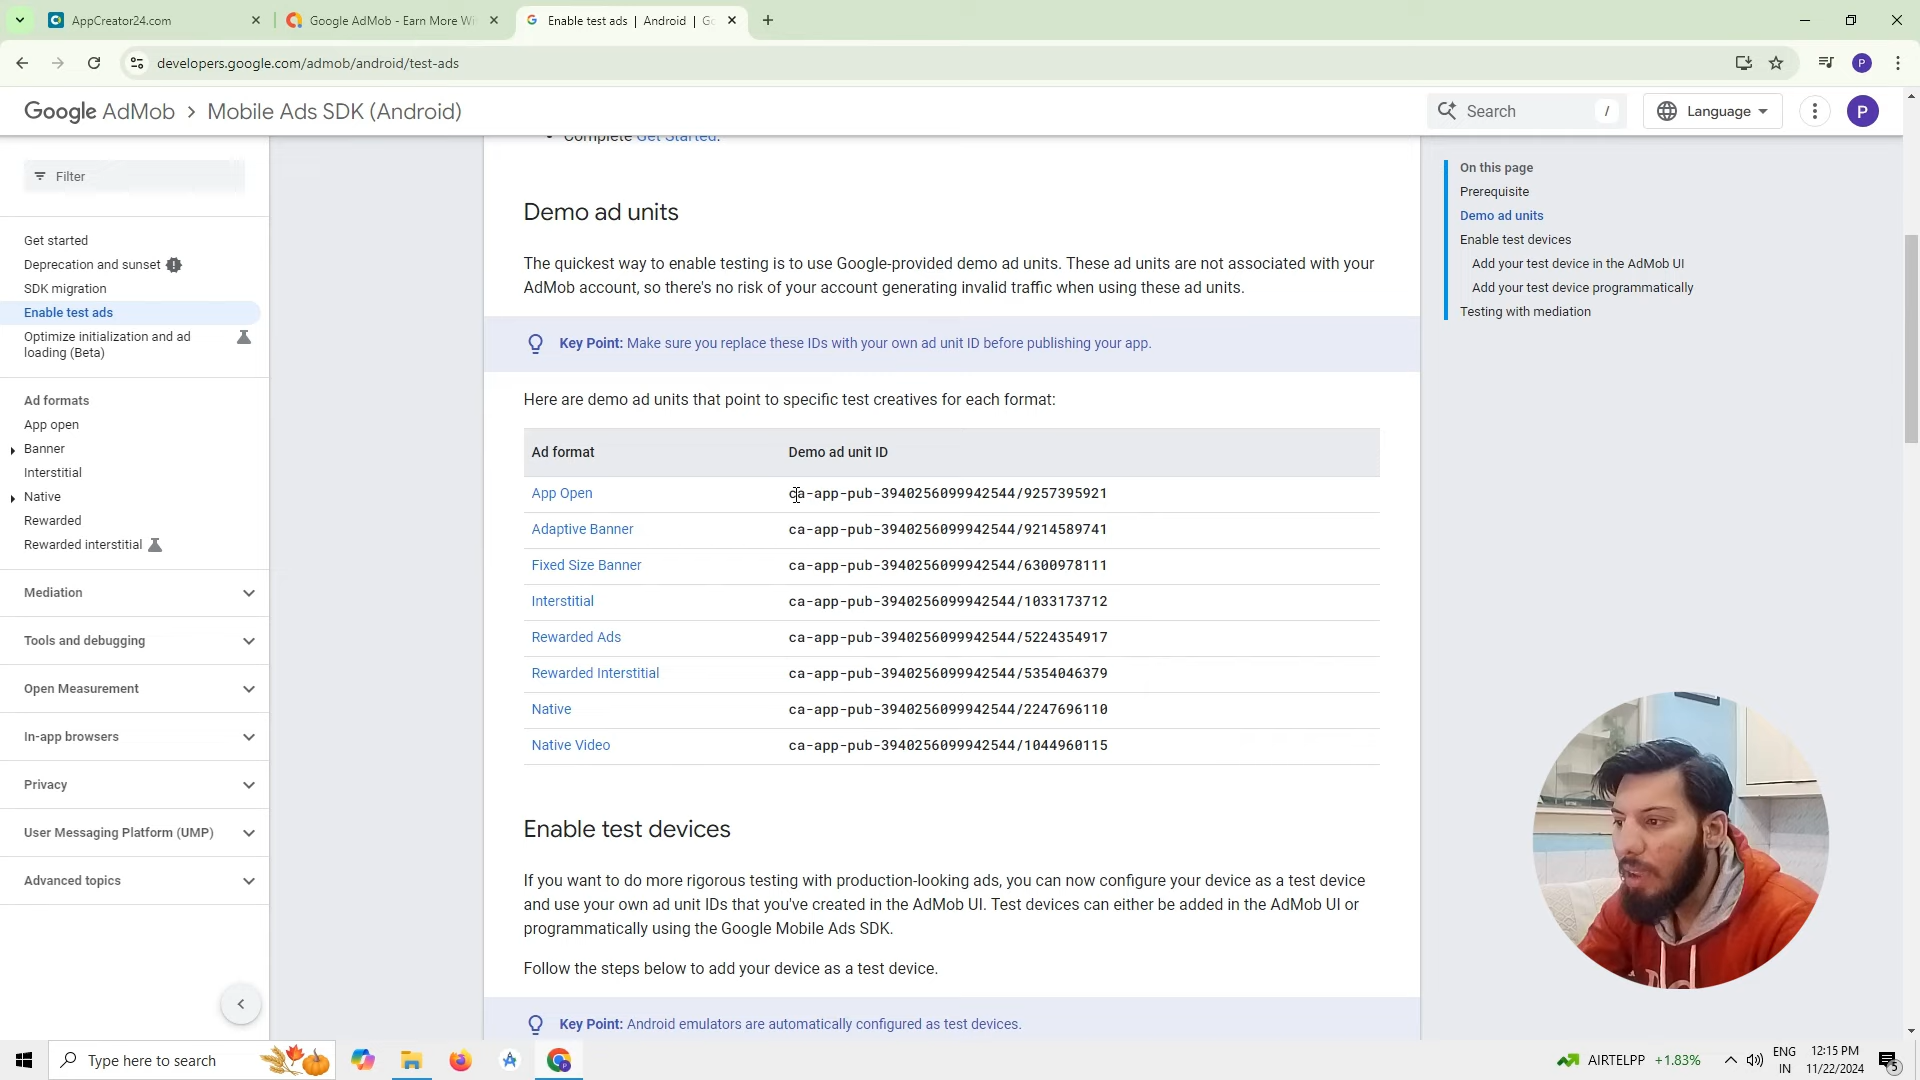 AppCreator24.com
Google AdMob - Earn More Wi
Enable test ads | Android | Go
developers.google.com/admob/android/test-ads
P
Google AdMob > Mobile Ads SDK (Android)
Search /
Language
P
Filter
Get started
Deprecation and sunset
SDK migration
Enable test ads
Optimize initialization and ad
loading (Beta)
Ad formats
App open
Banner
Interstitial
Native
Rewarded
Rewarded interstitial
Mediation
Tools and debugging
Open Measurement
In-app browsers
Privacy
User Messaging Platform (UMP)
Advanced topics
Complete Get Started.
Demo ad units
The quickest way to enable testing is to use Google-provided demo ad units. These ad units are not associated with your
AdMob account, so there's no risk of your account generating invalid traffic when using these ad units.
Key Point: Make sure you replace these IDs with your own ad unit ID before publishing your app.
Here are demo ad units that point to specific test creatives for each format:
Ad format Demo ad unit ID
App Open ca-app-pub-3940256099942544/9257395921
Adaptive Banner ca-app-pub-3940256099942544/9214589741
Fixed Size Banner ca-app-pub-3940256099942544/6300978111
Interstitial ca-app-pub-3940256099942544/1033173712
Rewarded Ads ca-app-pub-3940256099942544/5224354917
Rewarded Interstitial ca-app-pub-3940256099942544/5354046379
Native ca-app-pub-3940256099942544/2247696110
Native Video ca-app-pub-3940256099942544/1044960115
Enable test devices
If you want to do more rigorous testing with production-looking ads, you can now configure your device as a test device
and use your own ad unit IDs that you've created in the AdMob UI. Test devices can either be added in the AdMob UI or
programmatically using the Google Mobile Ads SDK.
Follow the steps below to add your device as a test device.
Key Point: Android emulators are automatically configured as test devices.
On this page
Prerequisite
Demo ad units
Enable test devices
Add your test device in the AdMob UI
Add your test device programmatically
Testing with mediation
Type here to search
AIRTELPP +1.83%
ENG
IN
12:15 PM
11/22/2024
5